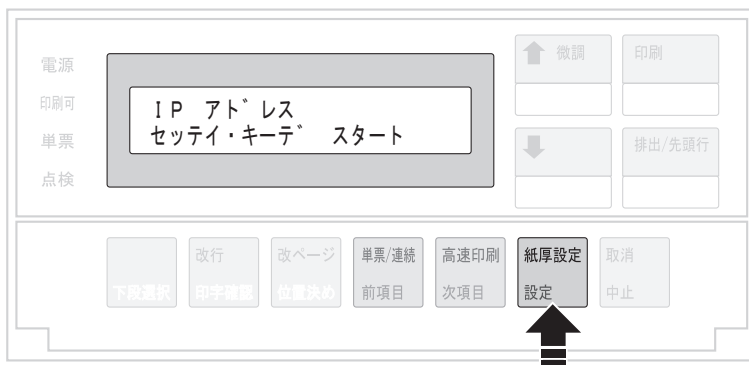 電源
印刷可
単票
点検
IP アドレス
セッテイ・キーデ スタート
微調
印刷
排出/先頭行
改行
改ページ
単票/連続
高速印刷
紙厚設定
取消
下段選択
印字確認
位置決め
前項目
次項目
設定
中止